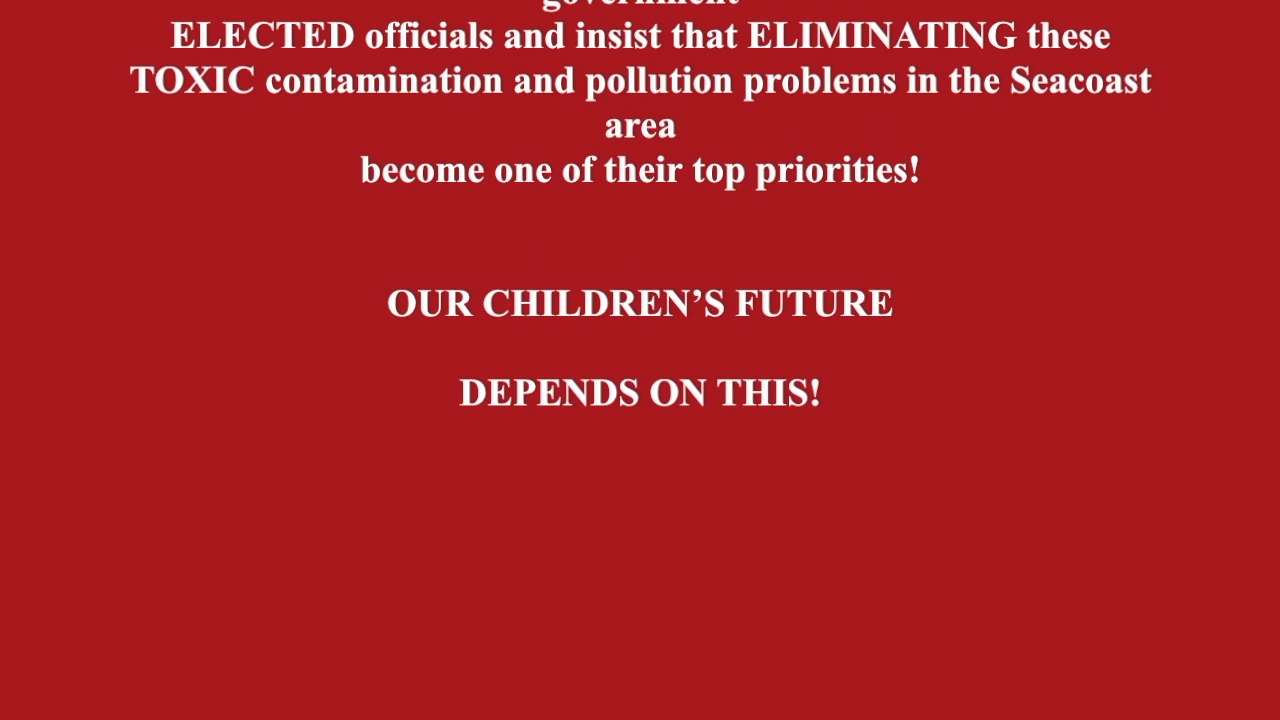 government
ELECTED officials and insist that ELIMINATING these
TOXIC contamination and pollution problems in the Seacoast
area
become one of their top priorities!
OUR CHILDREN’S FUTURE
DEPENDS ON THIS!